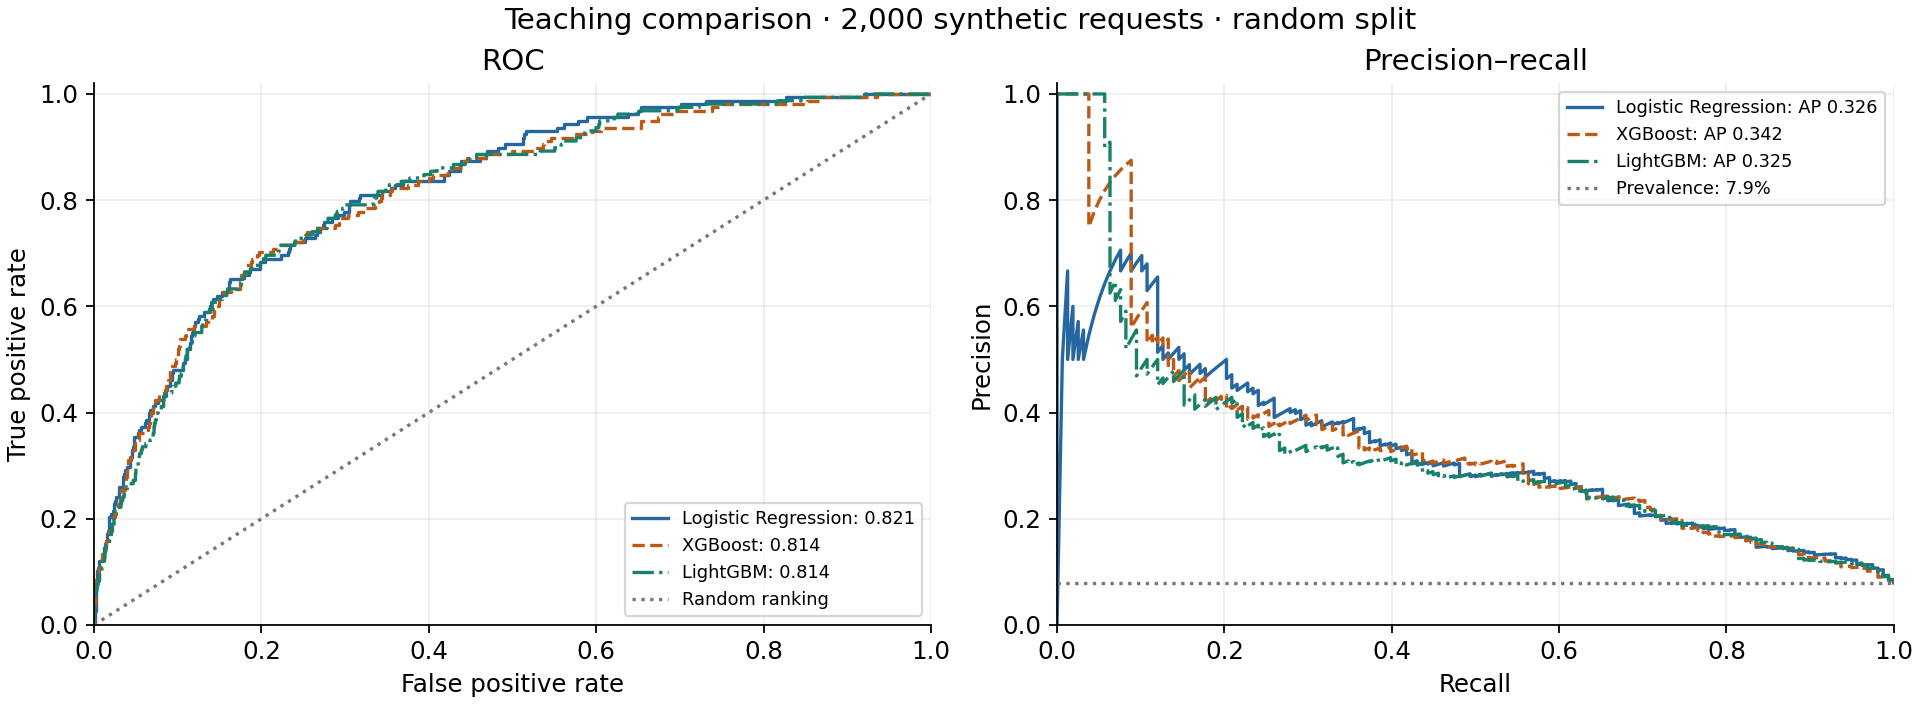 Teaching comparison · 2,000 synthetic requests · random split
ROC
1.0
0.8
0.6
0.4
0.2
0.0
True positive rate
0.0 0.2 0.4 0.6 0.8 1.0
False positive rate
Logistic Regression: 0.821
XGBoost: 0.814
LightGBM: 0.814
Random ranking
Precision–recall
1.0
0.8
0.6
0.4
0.2
0.0
Precision
0.0 0.2 0.4 0.6 0.8 1.0
Recall
Logistic Regression: AP 0.326
XGBoost: AP 0.342
LightGBM: AP 0.325
Prevalence: 7.9%